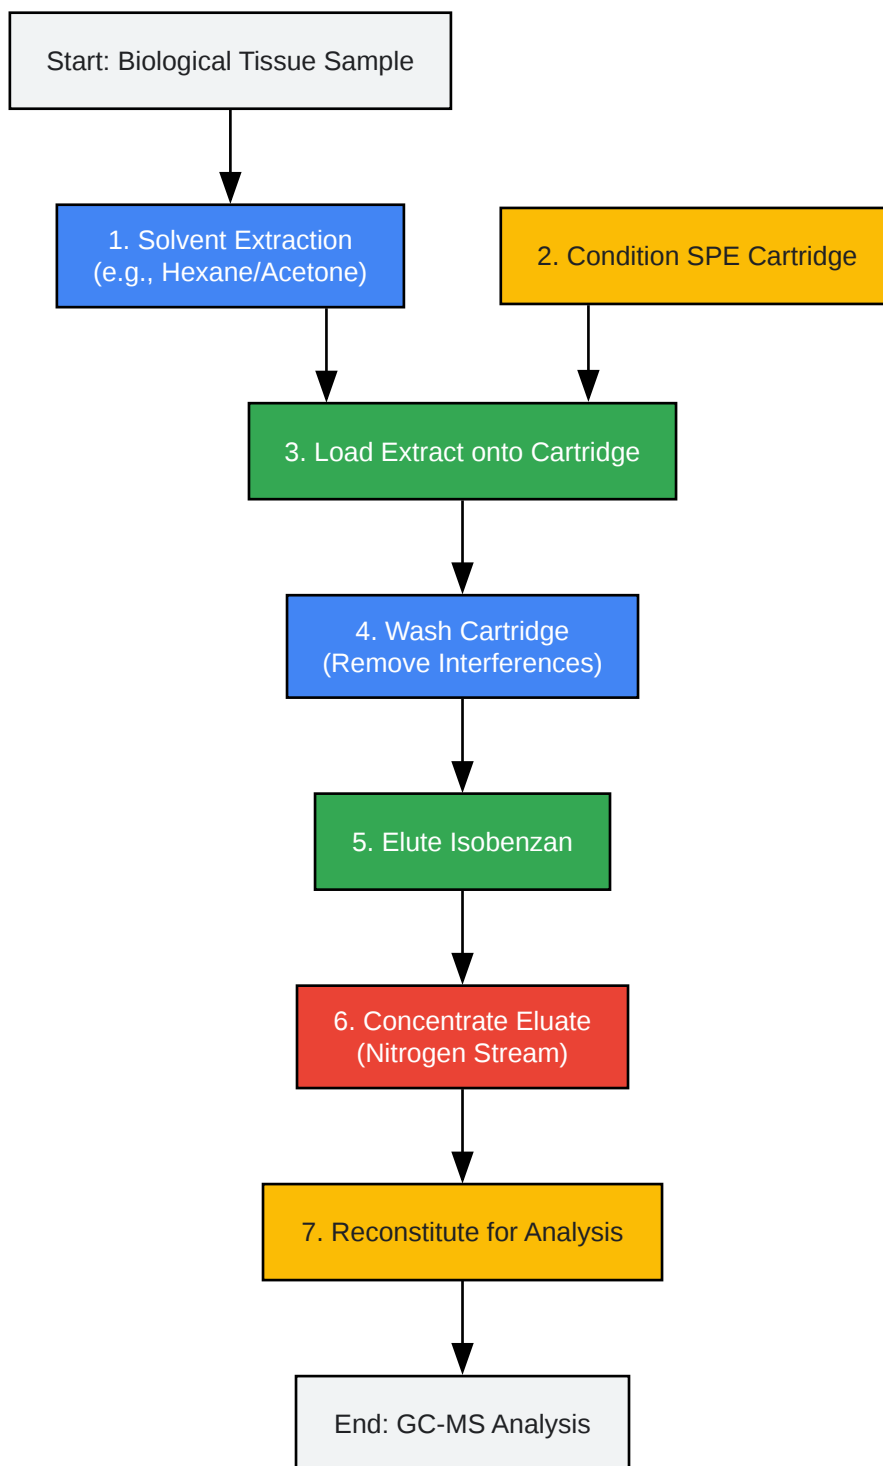 Start: Biological Tissue Sample
1. Solvent Extraction
(e.g., Hexane/Acetone)
2. Condition SPE Cartridge
3. Load Extract onto Cartridge
4. Wash Cartridge
(Remove Interferences)
5. Elute Isobenzan
6. Concentrate Eluate
(Nitrogen Stream)
7. Reconstitute for Analysis
End: GC-MS Analysis